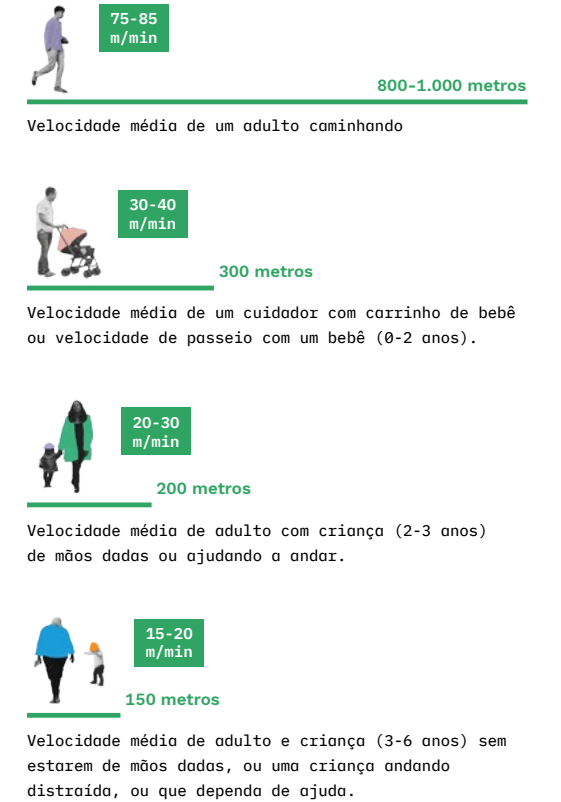 75-85
m/min
800-1.000 metros
Velocidade média de um adulto caminhando
30-40
m/min
300 metros
Velocidade média de um cuidador com carrinho de bebê
ou velocidade de passeio com um bebê (0-2 anos).
20-30
m/min
200 metros
Velocidade média de adulto com criança (2-3 anos)
de mãos dadas ou ajudando a andar.
15-20
m/min
150 metros
Velocidade média de adulto e criança (3-6 anos) sem
estarem de mãos dadas, ou uma criança andando
distraída, ou que dependa de ajuda.